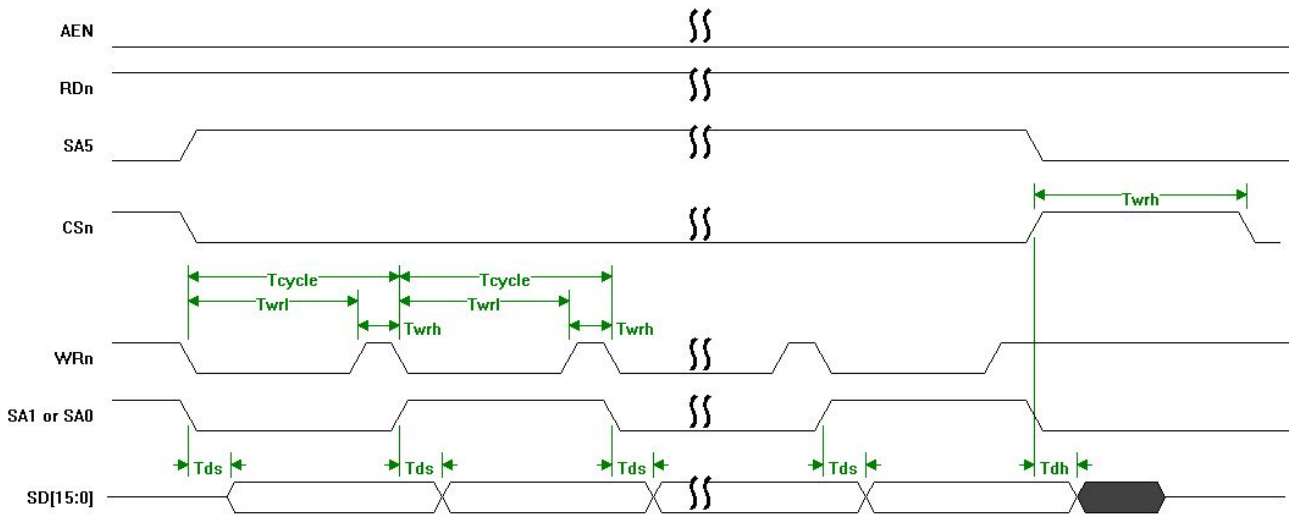 AEN
RDn
SA5
Twrh
CSn
Tcycle Tcycle
Twrl Twrl
Twrh Twrh
WRn
SA1 or SA0
Tds Tds Tds Tds Tdh
SD[15:0]